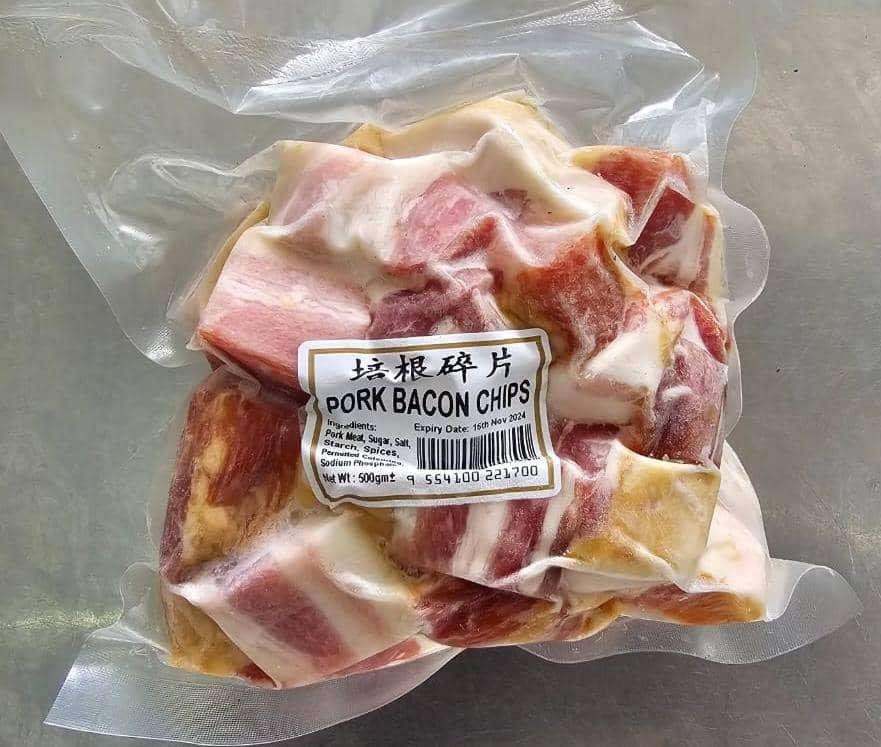 培根碎片
PORK BACON CHIPS
Ingredients:
Pork Meat, Sugar, Salt,
Starch, Spices,
Permitted Colouring,
Sodium Phosphate,
Net Wt : 500gm±
Expiry Date: 16th Nov 2024
9 554100 221700